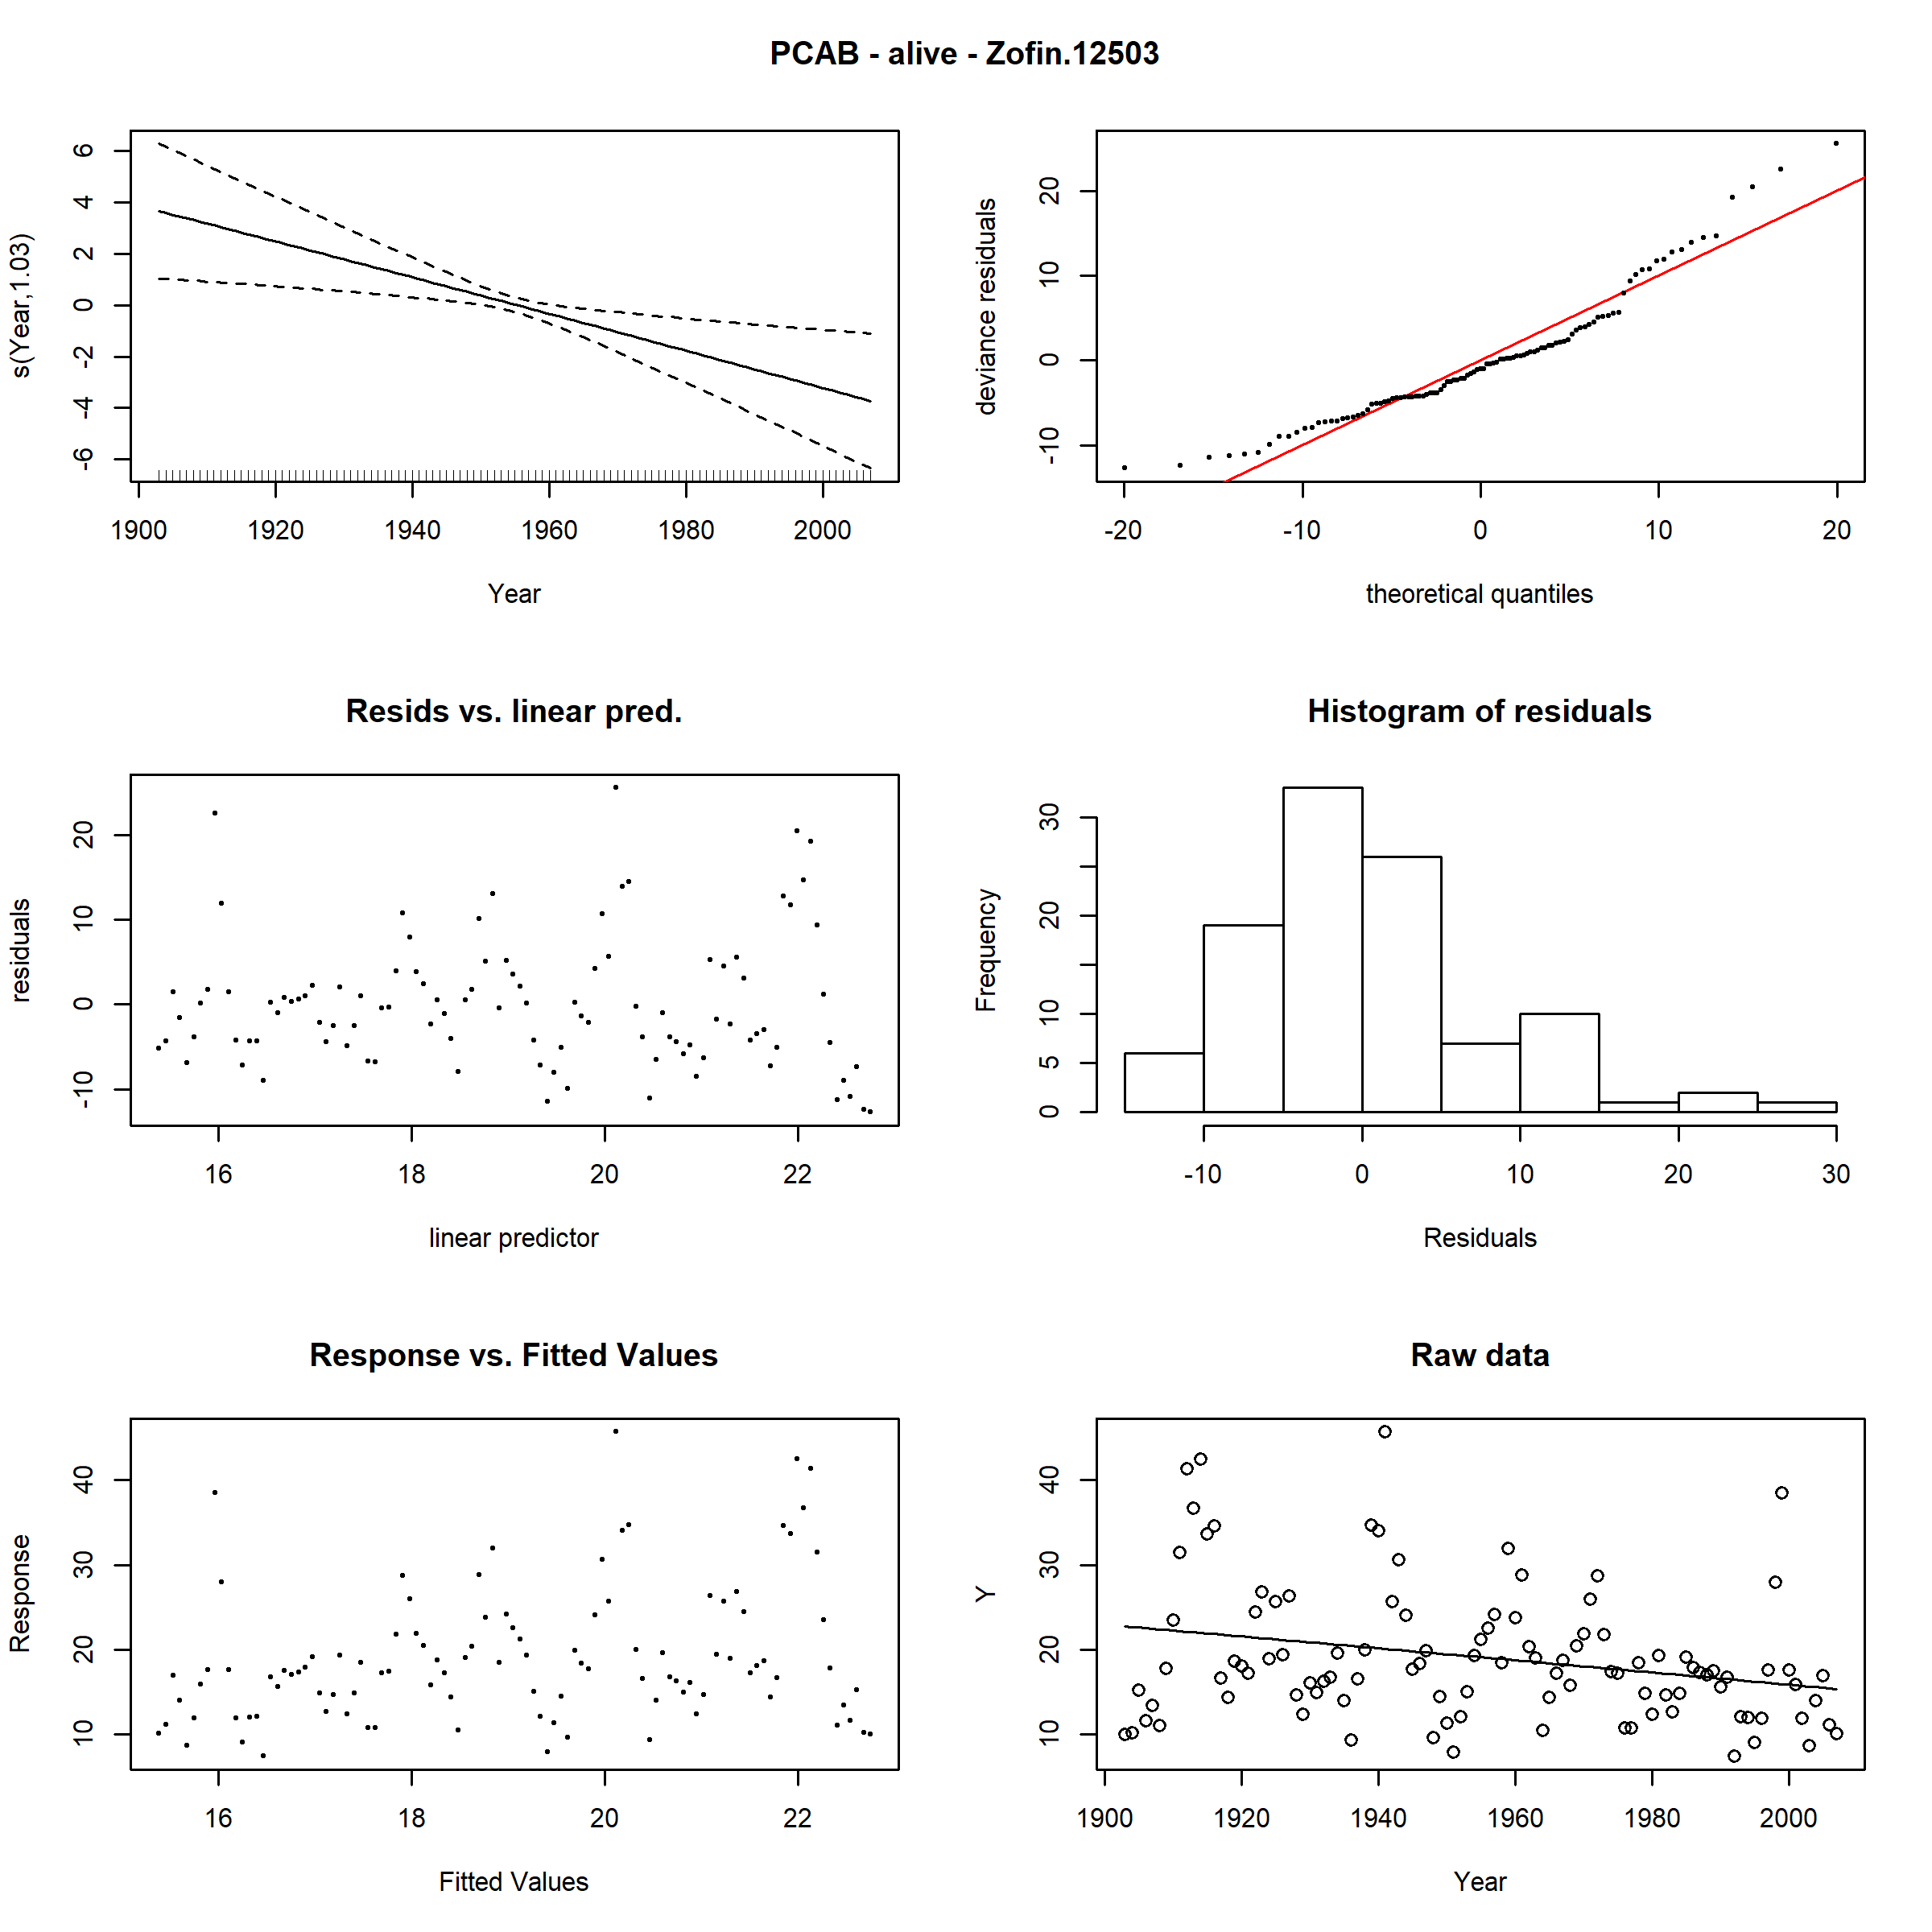 PCAB - alive - Zofin.12503
s(Year,1.03)
6
4
2
0
-2
-4
-6
1900 1920 1940 1960 1980 2000
Year
deviance residuals
20
10
0
-10
-20 -10 0 10 20
theoretical quantiles
Resids vs. linear pred.
residuals
20
10
0
-10
16 18 20 22
linear predictor
Histogram of residuals
Frequency
30
20
10
5
0
-10 0 10 20 30
Residuals
Response vs. Fitted Values
Response
40
30
20
10
16 18 20 22
Fitted Values
Raw data
Y
40
30
20
10
1900 1920 1940 1960 1980 2000
Year